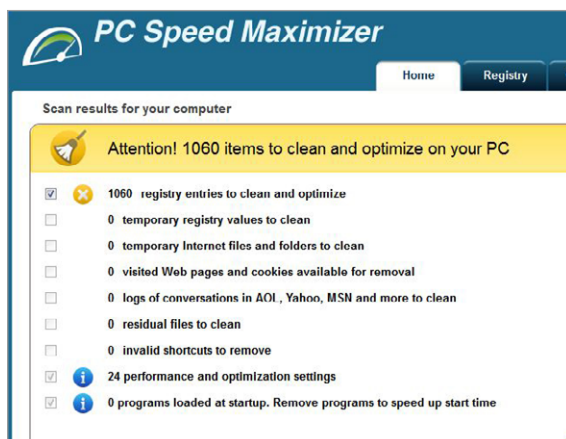 PC Speed Maximizer
Home
Registry
Scan results for your computer
Attention! 1060 items to clean and optimize on your PC
1060 registry entries to clean and optimize
0 temporary registry values to clean
0 temporary Internet files and folders to clean
0 visited Web pages and cookies available for removal
0 logs of conversations in AOL, Yahoo, MSN and more to clean
0 residual files to clean
0 invalid shortcuts to remove
24 performance and optimization settings
0 programs loaded at startup. Remove programs to speed up start time